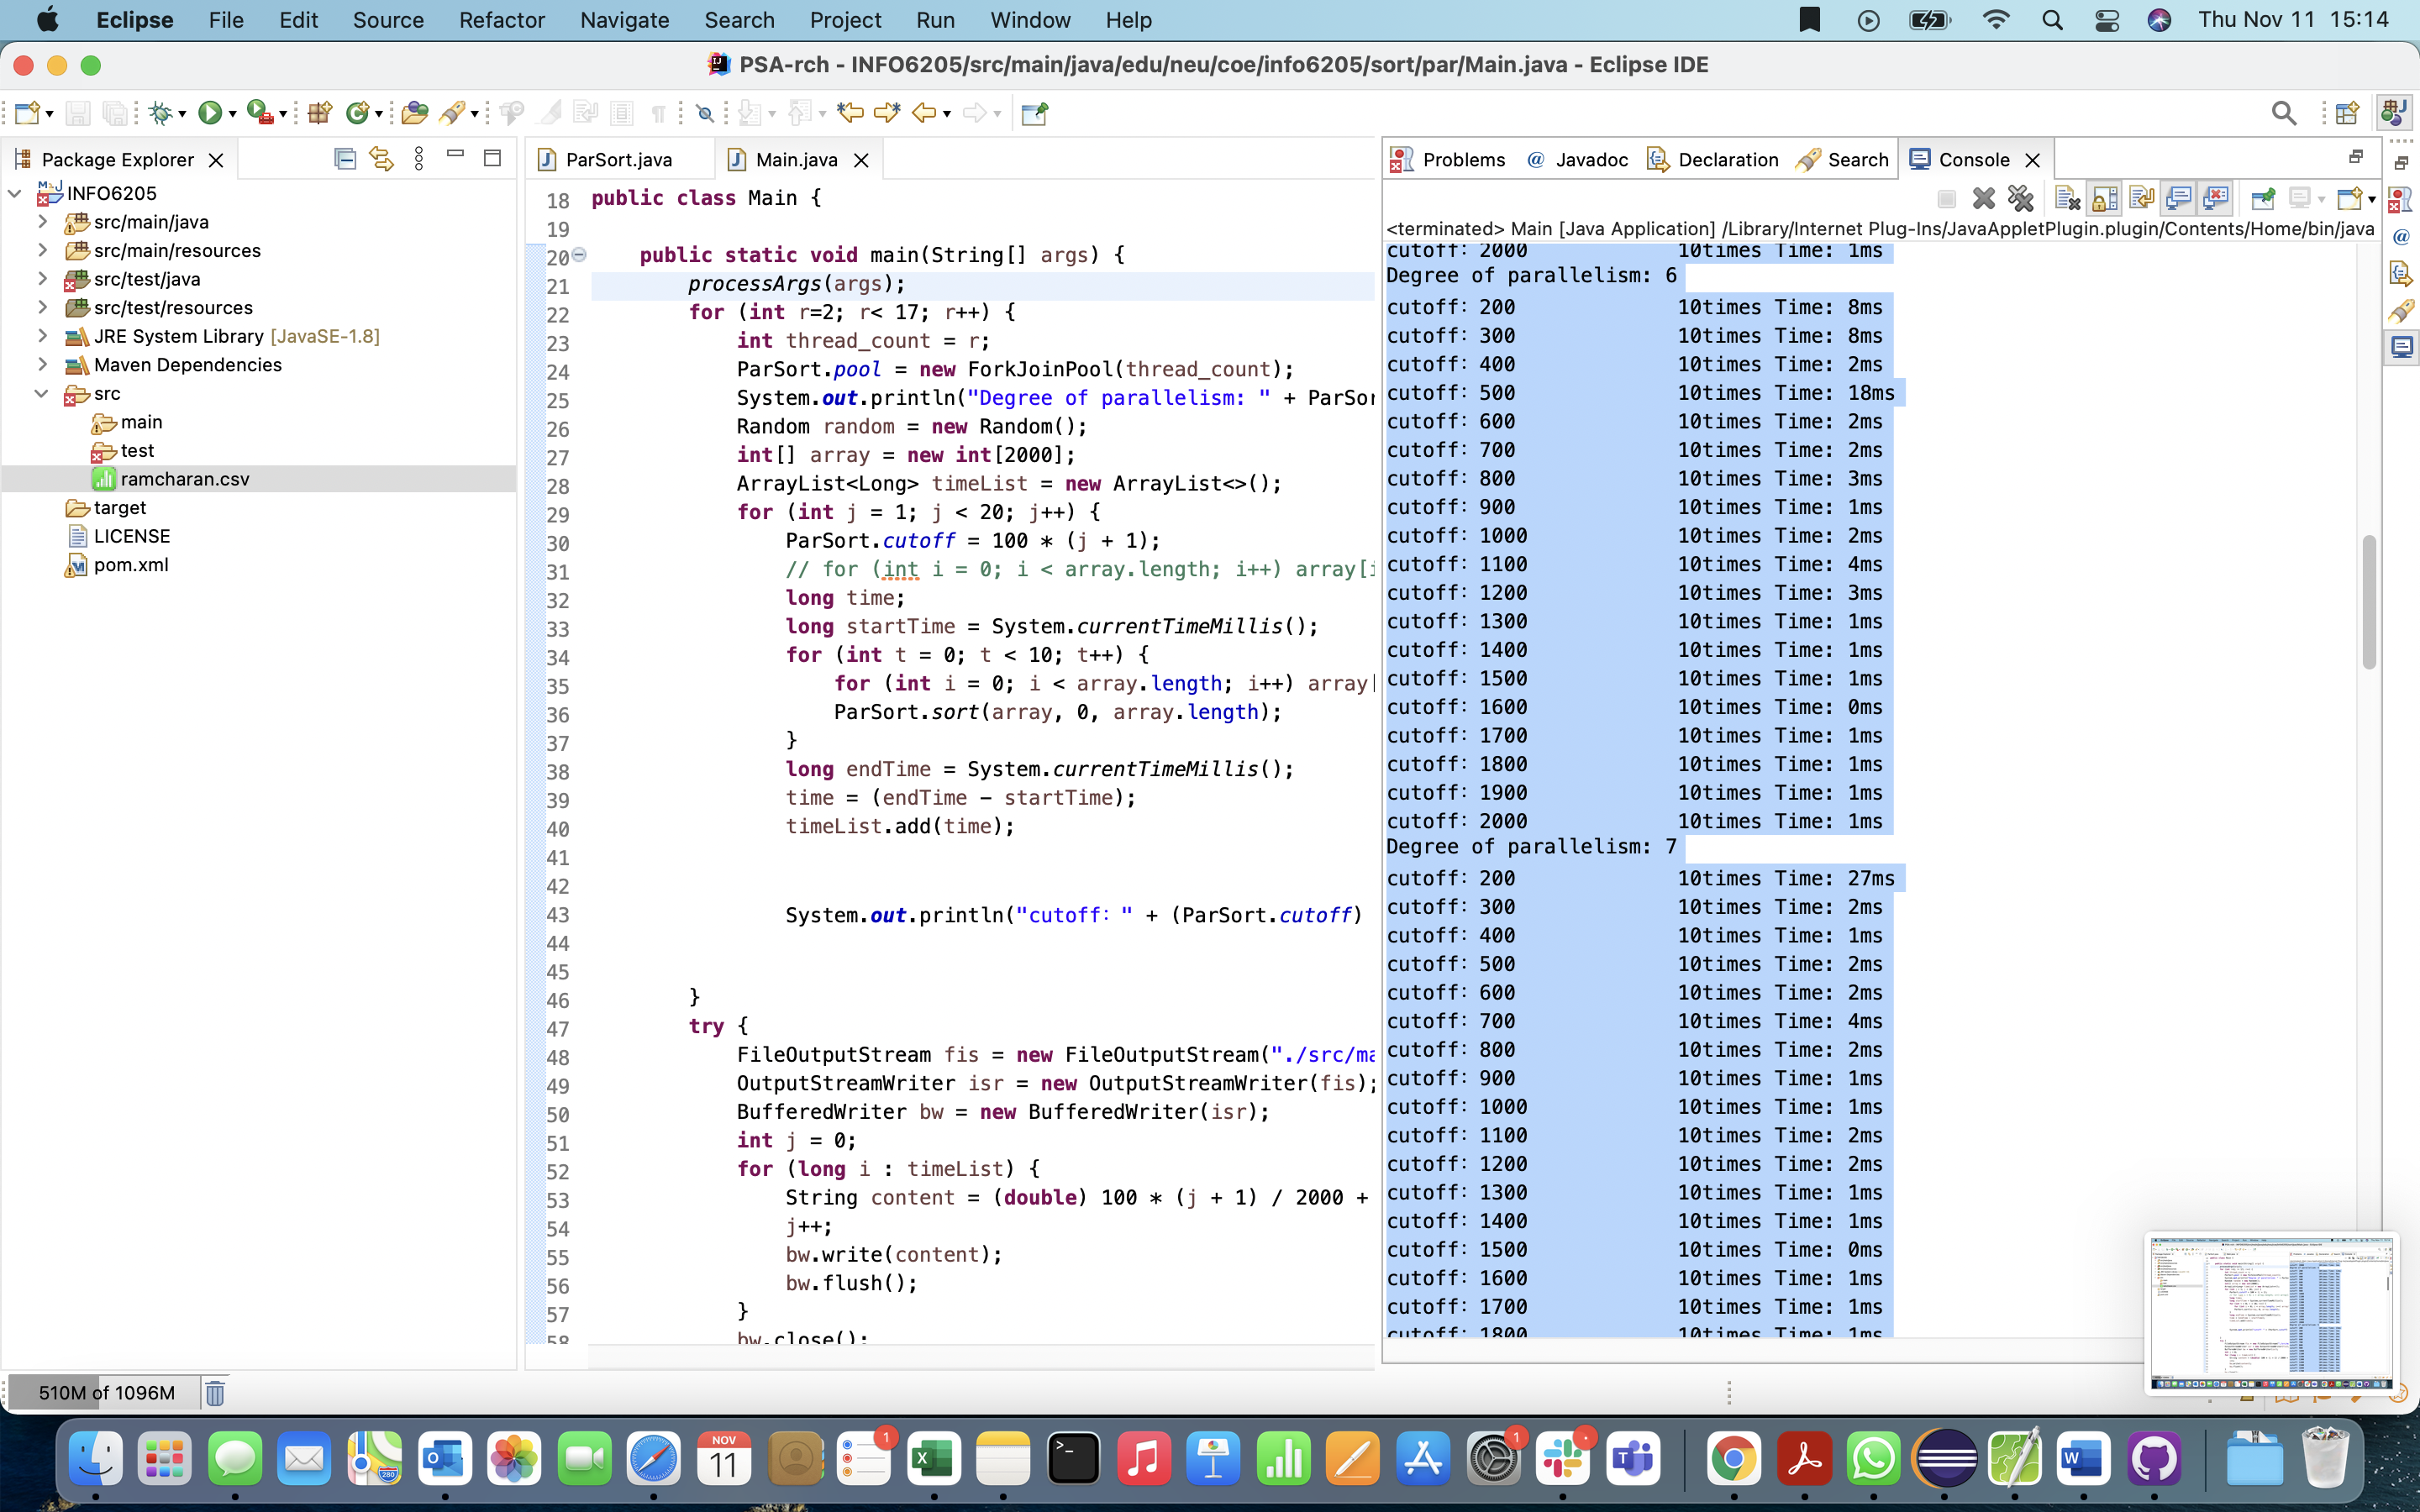 Eclipse File Edit Source Refactor Navigate Search Project Run Window Help Thu Nov 11 15:14
PSA-rch - INFO6205/src/main/java/edu/neu/coe/info6205/sort/par/Main.java - Eclipse IDE
Package Explorer
INFO6205
src/main/java
src/main/resources
src/test/java
src/test/resources
JRE System Library [JavaSE-1.8]
Maven Dependencies
src
main
test
ramcharan.csv
target
LICENSE
pom.xml
ParSort.java Main.java
18 public class Main {
19
20 public static void main(String[] args) {
21 processArgs(args);
22 for (int r=2; r< 17; r++) {
23 int thread_count = r;
24 ParSort.pool = new ForkJoinPool(thread_count);
25 System.out.println("Degree of parallelism: " + ParSor
26 Random random = new Random();
27 int[] array = new int[2000];
28 ArrayList<Long> timeList = new ArrayList<>();
29 for (int j = 1; j < 20; j++) {
30 ParSort.cutoff = 100 * (j + 1);
31 // for (int i = 0; i < array.length; i++) array[i
32 long time;
33 long startTime = System.currentTimeMillis();
34 for (int t = 0; t < 10; t++) {
35 for (int i = 0; i < array.length; i++) array[
36 ParSort.sort(array, 0, array.length);
37 }
38 long endTime = System.currentTimeMillis();
39 time = (endTime - startTime);
40 timeList.add(time);
41
42
43 System.out.println("cutoff: " + (ParSort.cutoff)
44
45
46 }
47 try {
48 FileOutputStream fis = new FileOutputStream("./src/ma
49 OutputStreamWriter isr = new OutputStreamWriter(fis);
50 BufferedWriter bw = new BufferedWriter(isr);
51 int j = 0;
52 for (long i : timeList) {
53 String content = (double) 100 * (j + 1) / 2000 +
54 j++;
55 bw.write(content);
56 bw.flush();
57 }
58 bw.close();
Problems Javadoc Declaration Search Console
<terminated> Main [Java Application] /Library/Internet Plug-Ins/JavaAppletPlugin.plugin/Contents/Home/bin/java
cutoff: 2000 10times Time: 1ms
Degree of parallelism: 6
cutoff: 200 10times Time: 8ms
cutoff: 300 10times Time: 8ms
cutoff: 400 10times Time: 2ms
cutoff: 500 10times Time: 18ms
cutoff: 600 10times Time: 2ms
cutoff: 700 10times Time: 2ms
cutoff: 800 10times Time: 3ms
cutoff: 900 10times Time: 1ms
cutoff: 1000 10times Time: 2ms
cutoff: 1100 10times Time: 4ms
cutoff: 1200 10times Time: 3ms
cutoff: 1300 10times Time: 1ms
cutoff: 1400 10times Time: 1ms
cutoff: 1500 10times Time: 1ms
cutoff: 1600 10times Time: 0ms
cutoff: 1700 10times Time: 1ms
cutoff: 1800 10times Time: 1ms
cutoff: 1900 10times Time: 1ms
cutoff: 2000 10times Time: 1ms
Degree of parallelism: 7
cutoff: 200 10times Time: 27ms
cutoff: 300 10times Time: 2ms
cutoff: 400 10times Time: 1ms
cutoff: 500 10times Time: 2ms
cutoff: 600 10times Time: 2ms
cutoff: 700 10times Time: 4ms
cutoff: 800 10times Time: 2ms
cutoff: 900 10times Time: 1ms
cutoff: 1000 10times Time: 1ms
cutoff: 1100 10times Time: 2ms
cutoff: 1200 10times Time: 2ms
cutoff: 1300 10times Time: 1ms
cutoff: 1400 10times Time: 1ms
cutoff: 1500 10times Time: 0ms
cutoff: 1600 10times Time: 1ms
cutoff: 1700 10times Time: 1ms
cutoff: 1800 10times Time: 1ms
510M of 1096M
NOV
11
1
1
280